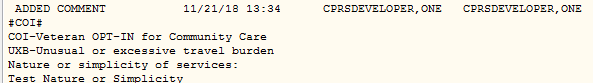 ADDED COMMENT 11/21/18 13:34 CPRSDEVELOPER,ONE CPRSDEVELOPER,ONE
#COI#
COI-Veteran OPT-IN for Community Care
UXB-Unusual or excessive travel burden
Nature or simplicity of services:
Test Nature or Simplicity